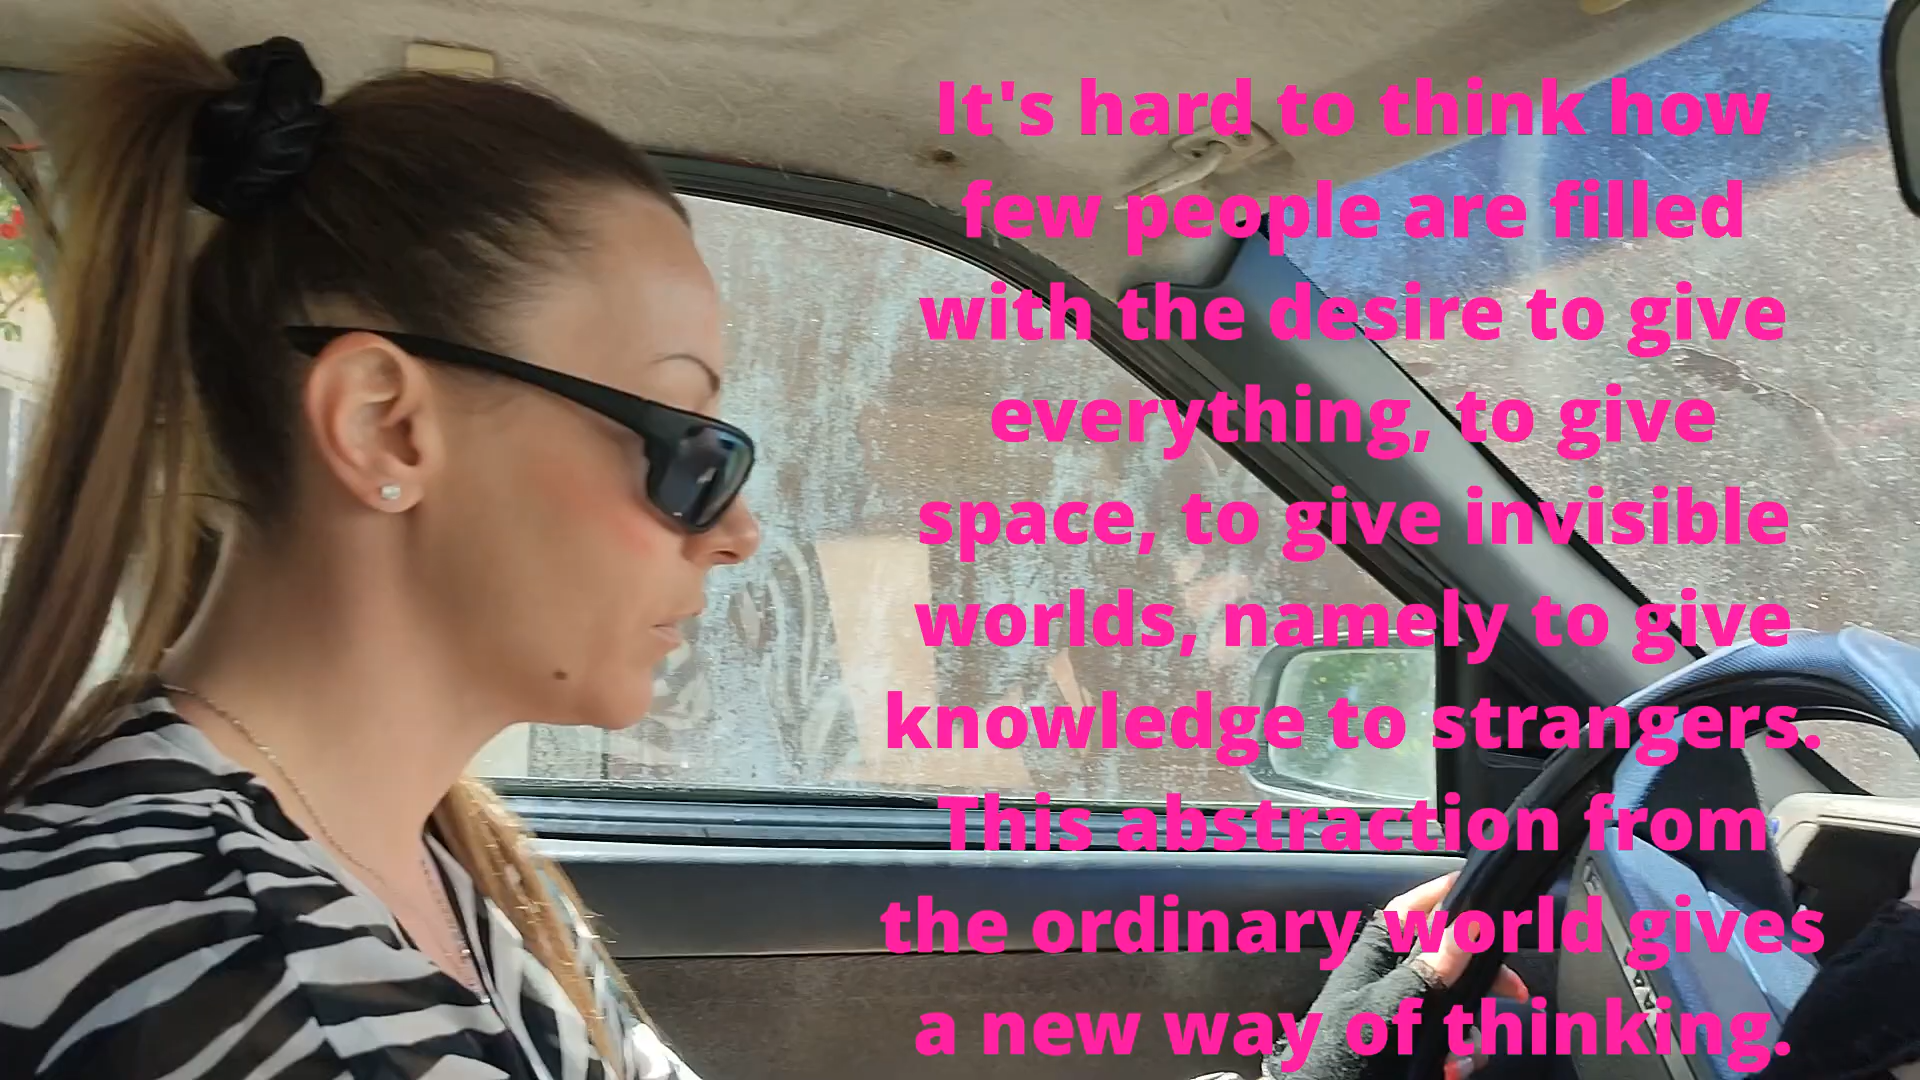 It's hard to think how
few people are filled
with the desire to give
everything, to give
space, to give invisible
worlds, namely to give
knowledge to strangers.
This abstraction from
the ordinary world gives
a new way of thinking.